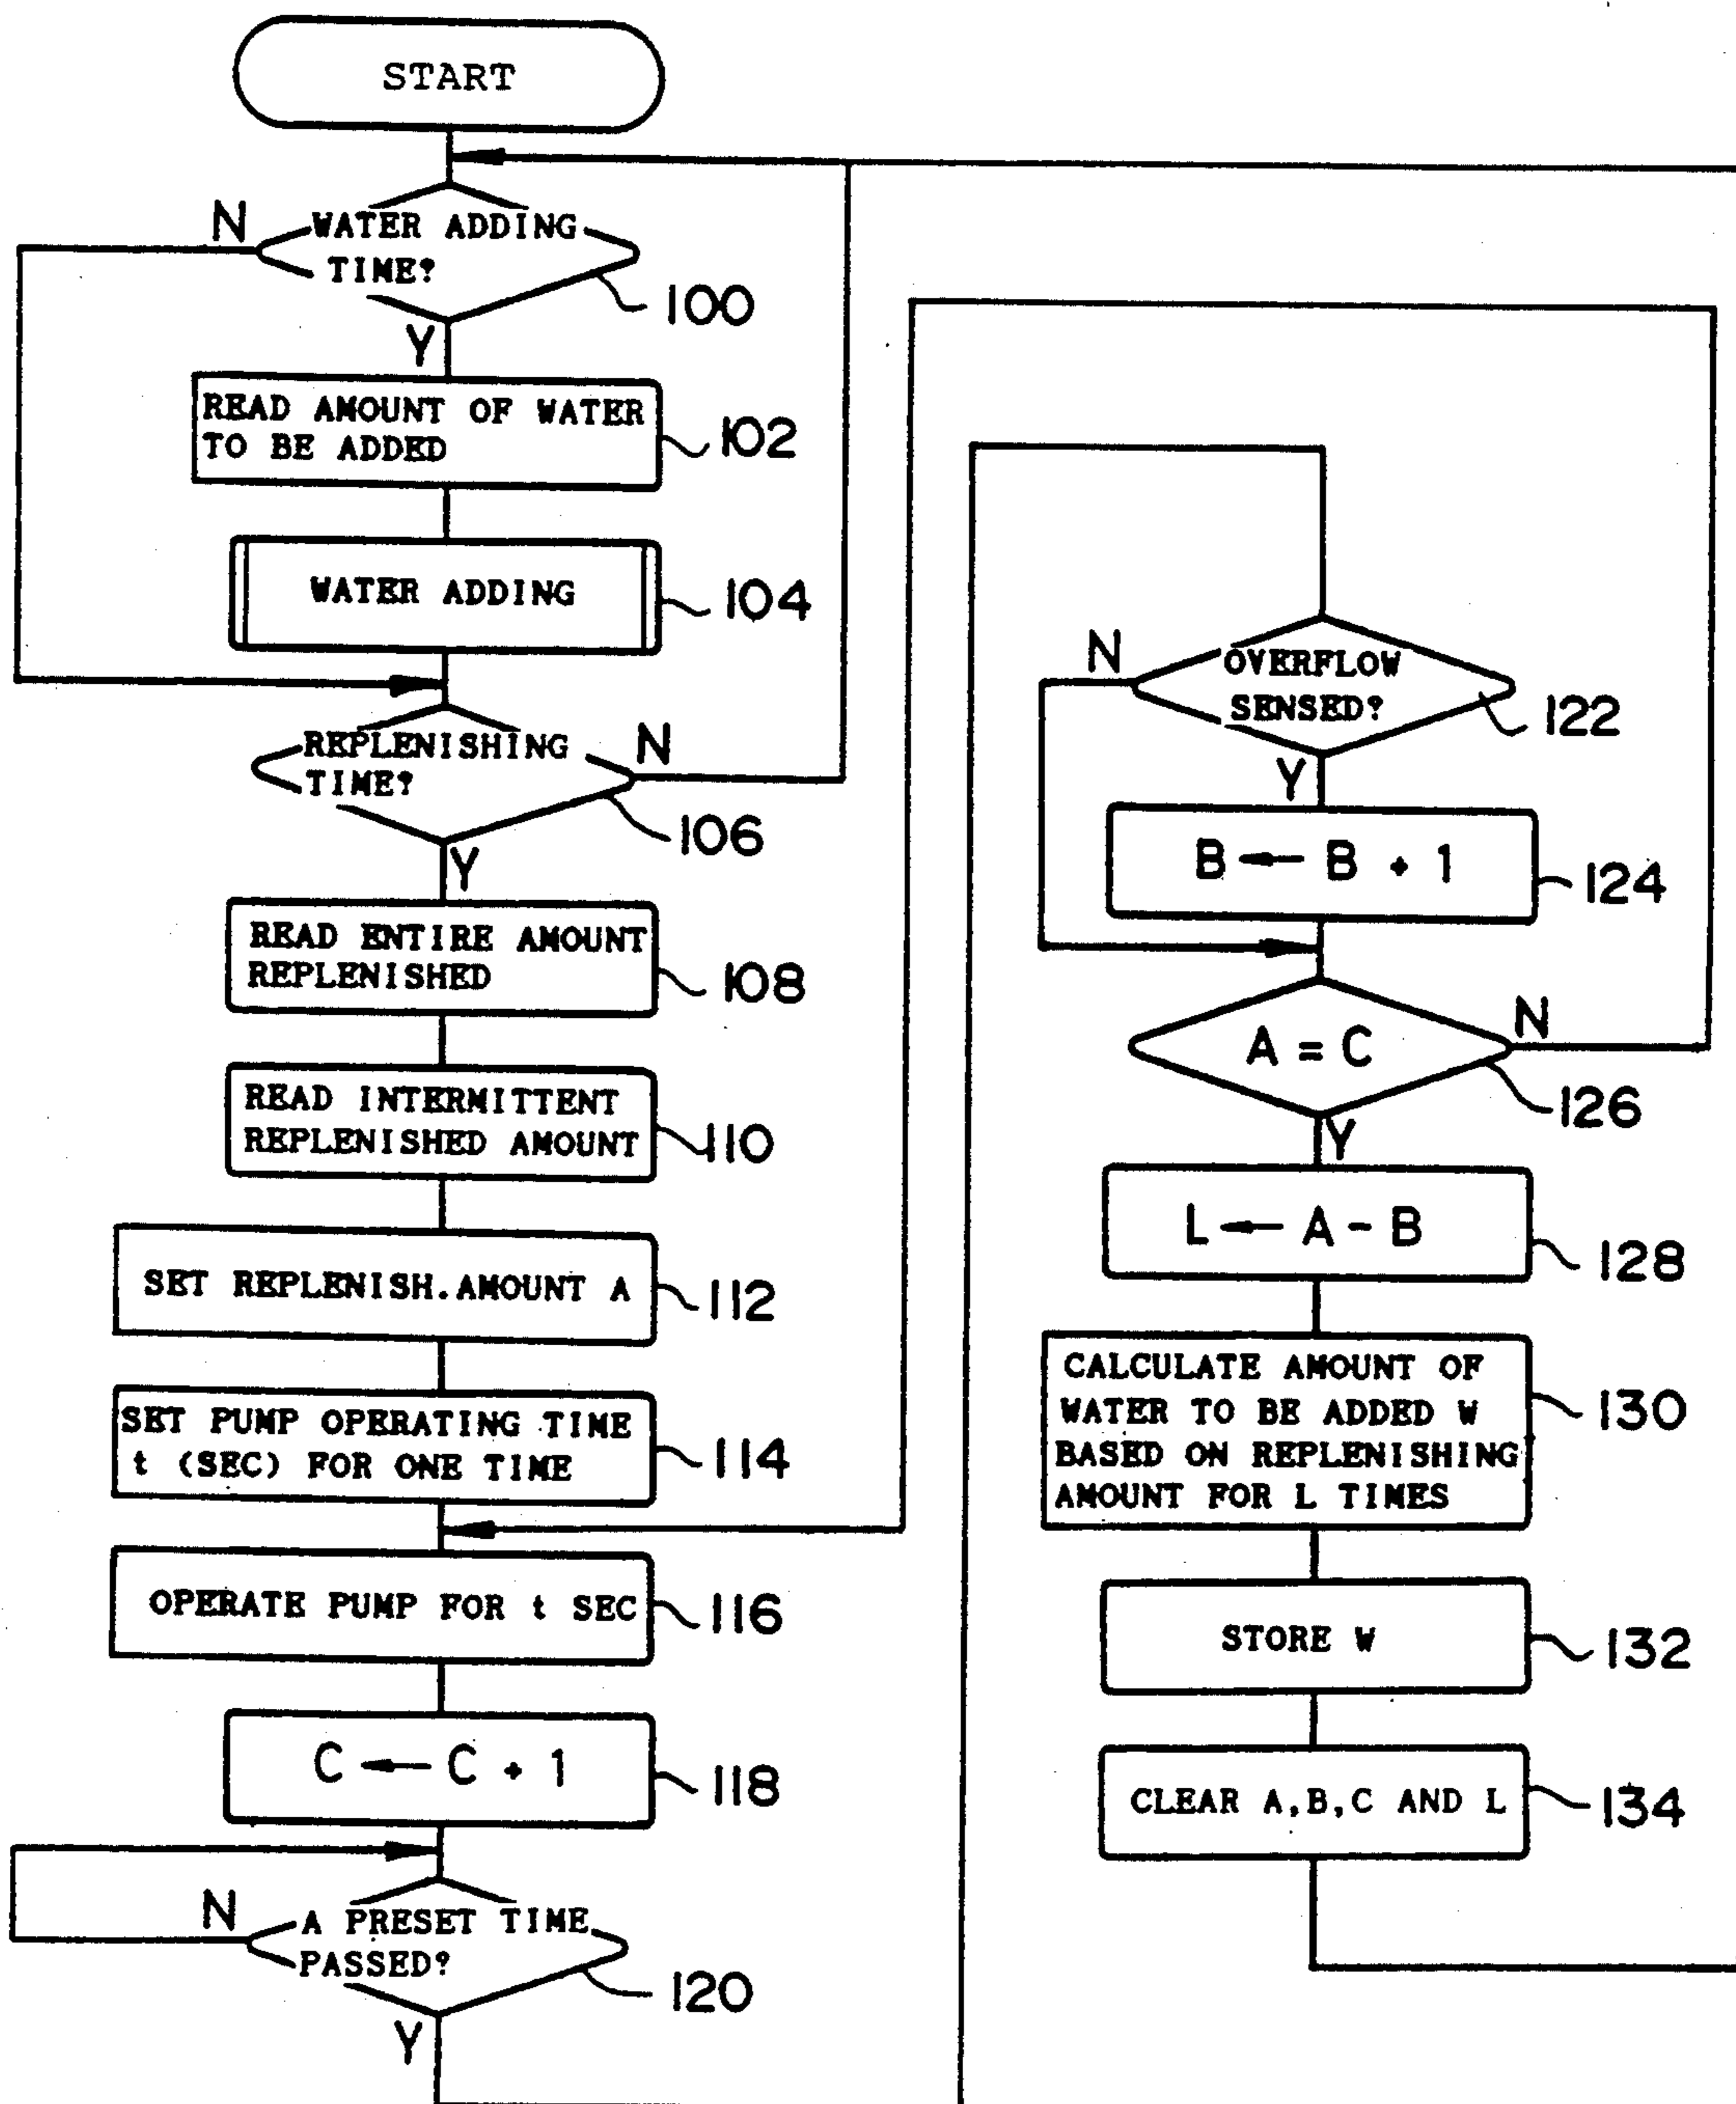 START
N
WATER ADDING
TIME?
100
Y
READ AMOUNT OF WATER
TO BE ADDED
102
WATER ADDING
104
REPLENISHING
TIME?
N
106
Y
READ ENTIRE AMOUNT
REPLENISHED
108
READ INTERMITTENT
REPLENISHED AMOUNT
110
SET REPLENISH.AMOUNT A
112
SET PUMP OPERATING TIME
t (SEC) FOR ONE TIME
114
OPERATE PUMP FOR t SEC
116
C ← C + 1
118
N
A PRESET TIME
PASSED?
120
Y
N
OVERFLOW
SENSED?
122
Y
B ← B + 1
124
A = C
N
126
Y
L ← A - B
128
CALCULATE AMOUNT OF
WATER TO BE ADDED W
BASED ON REPLENISHING
AMOUNT FOR L TIMES
130
STORE W
132
CLEAR A,B,C AND L
134